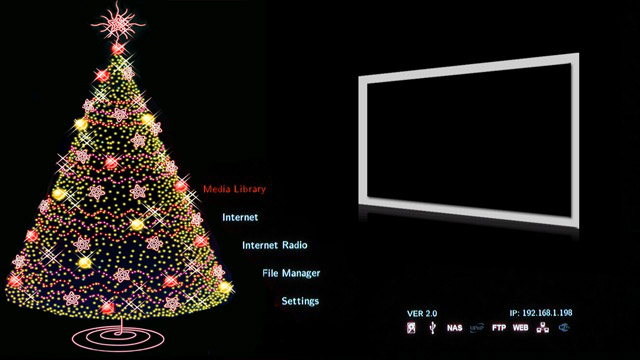 Media Library
Internet
Internet Radio
File Manager
Settings
VER 2.0 IP: 192.168.1.198
NAS UPnP FTP WEB